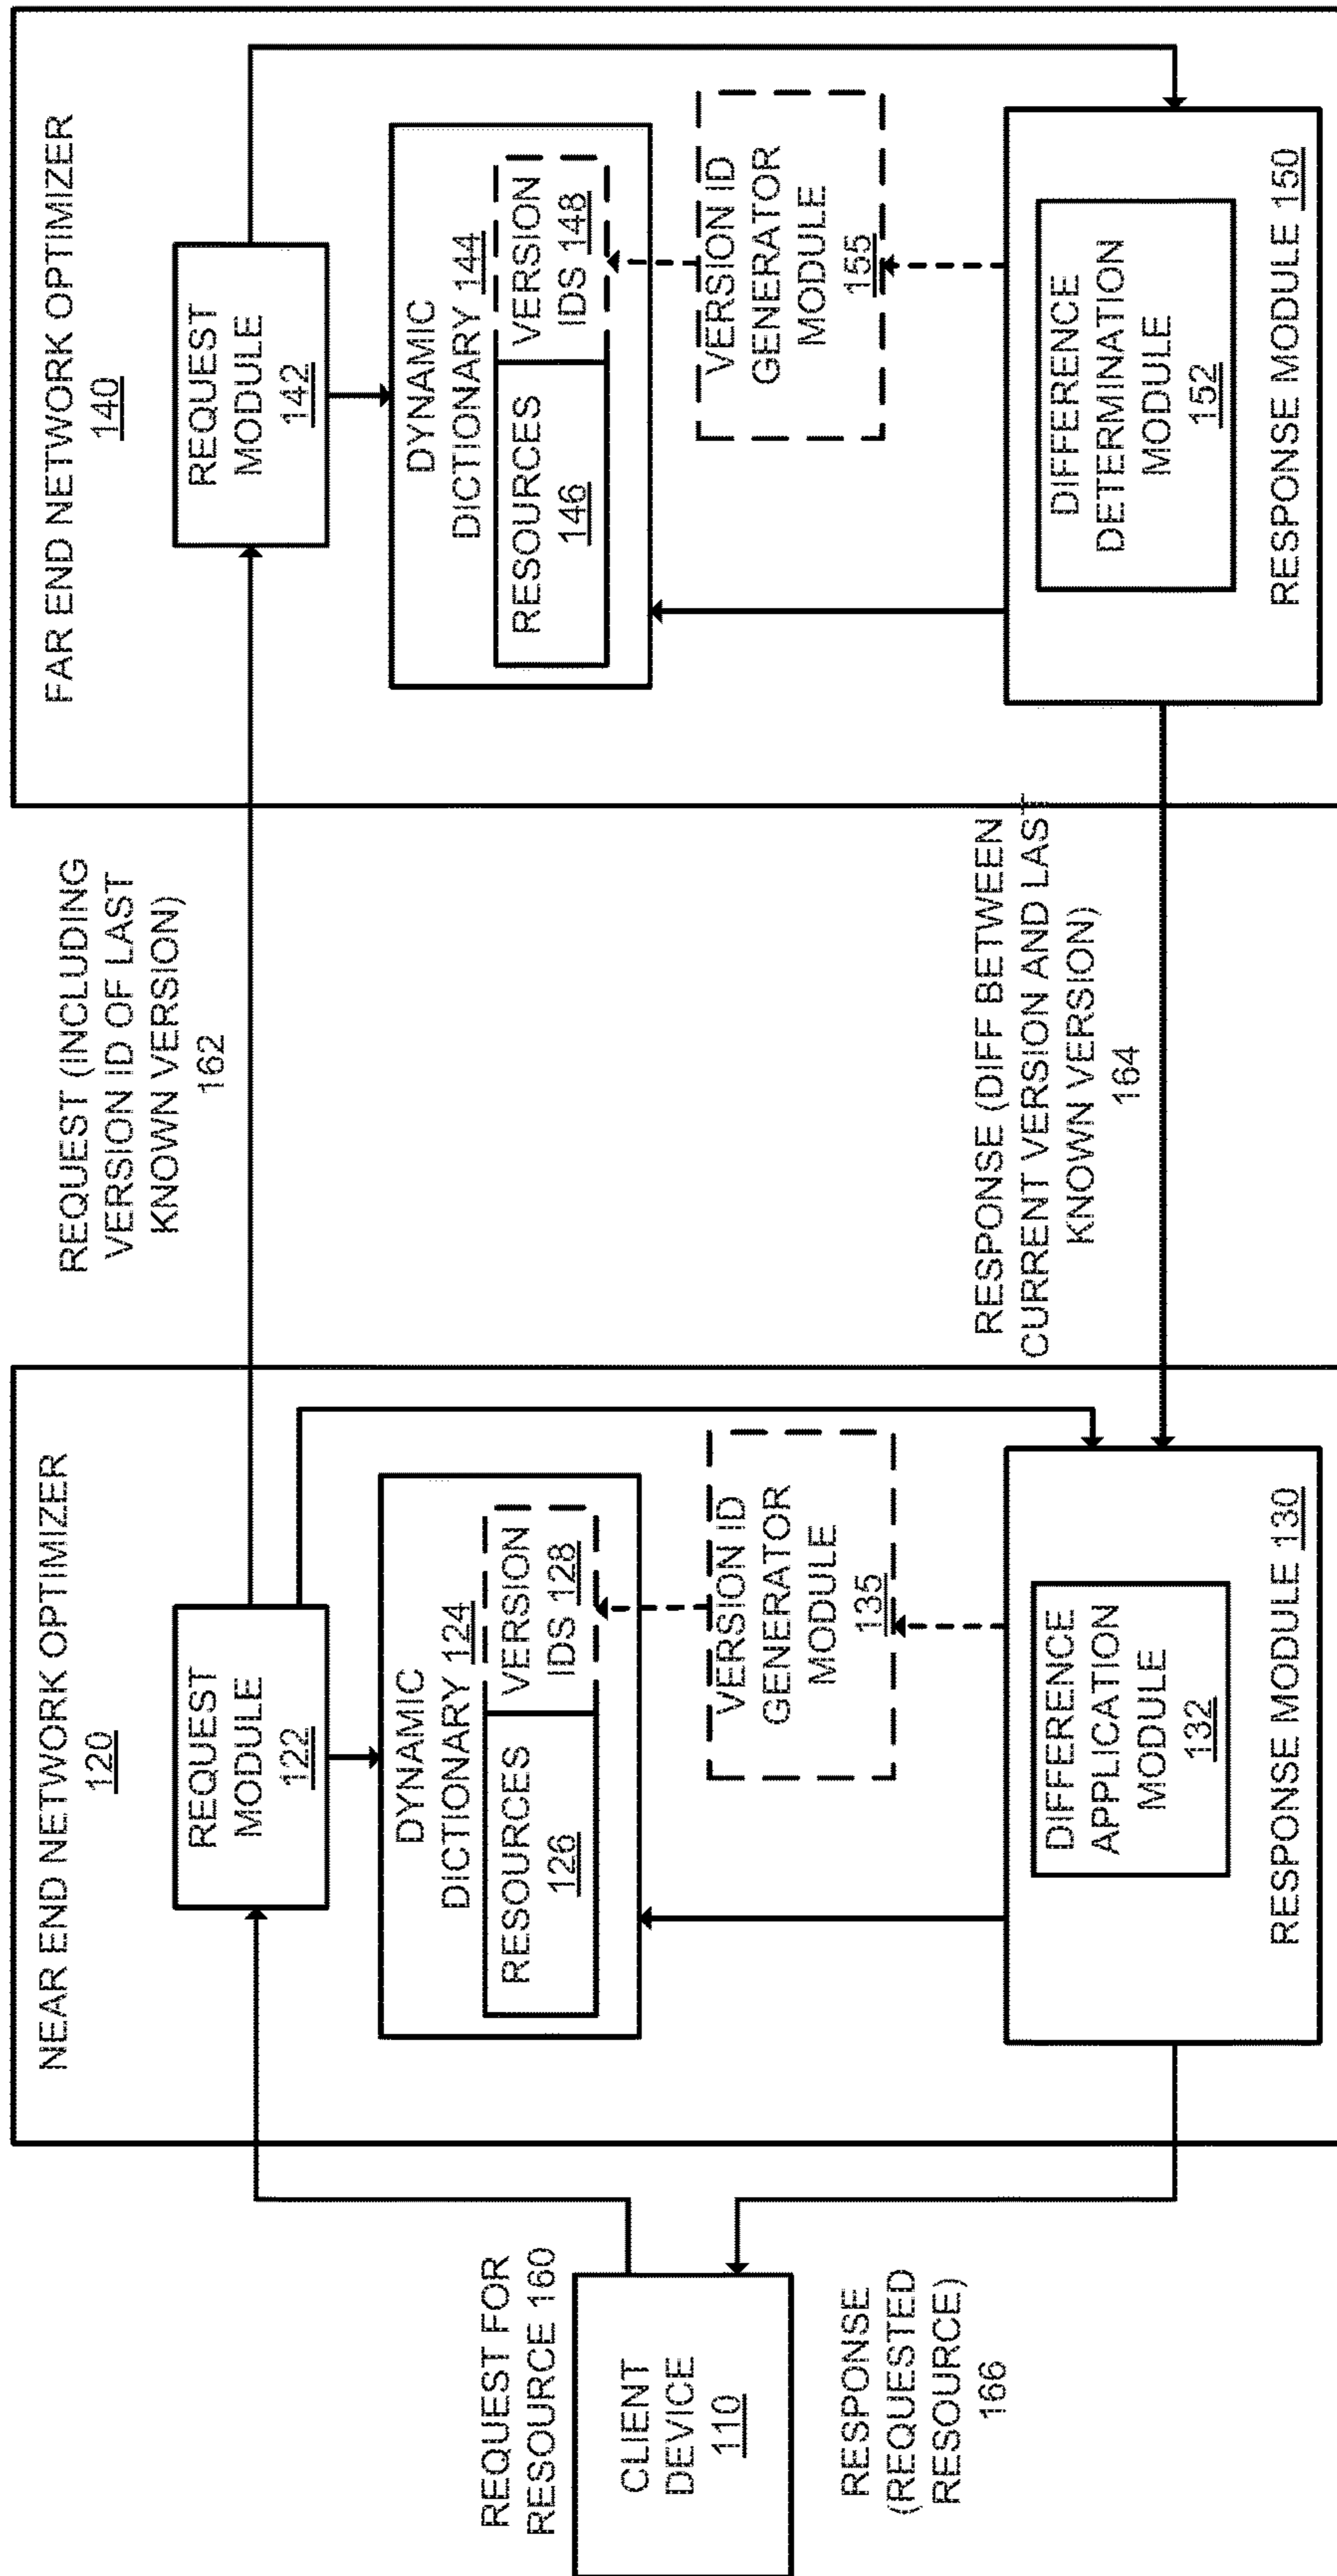 NEAR END NETWORK OPTIMIZER
120
REQUEST
MODULE
122
DYNAMIC
DICTIONARY 124
RESOURCES
126
VERSION
IDS 128
VERSION ID
GENERATOR
MODULE
135
DIFFERENCE
APPLICATION
MODULE
132
RESPONSE MODULE 130
REQUEST FOR
RESOURCE 160
CLIENT
DEVICE
110
RESPONSE
(REQUESTED
RESOURCE)
166
REQUEST (INCLUDING
VERSION ID OF LAST
KNOWN VERSION)
162
RESPONSE (DIFF BETWEEN
CURRENT VERSION AND LAST
KNOWN VERSION)
164
FAR END NETWORK OPTIMIZER
140
REQUEST
MODULE
142
DYNAMIC
DICTIONARY 144
RESOURCES
146
VERSION
IDS 148
VERSION ID
GENERATOR
MODULE
155
DIFFERENCE
DETERMINATION
MODULE
152
RESPONSE MODULE 150